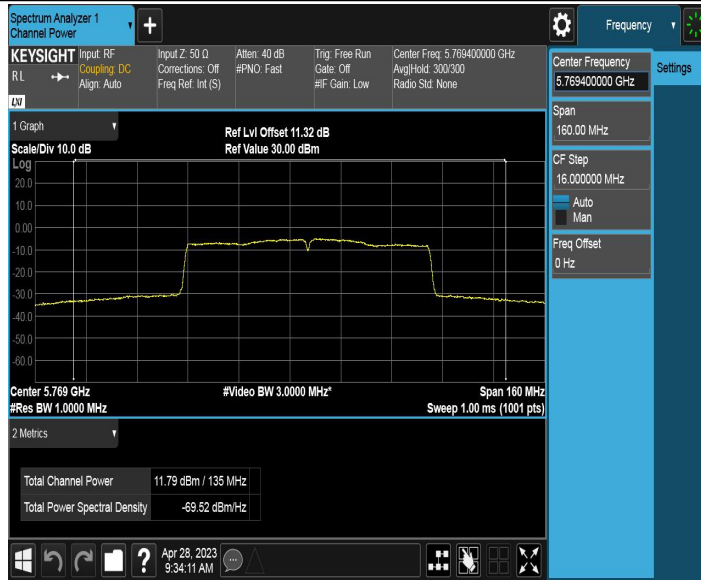 Spectrum Analyzer 1
Channel Power
Frequency
KEYSIGHT
R L
LXI
Input: RF
Coupling: DC
Align: Auto
Input Z: 50 Ω
Corrections: Off
Freq Ref: Int (S)
Atten: 40 dB
#PNO: Fast
Trig: Free Run
Gate: Off
#IF Gain: Low
Center Freq: 5.769400000 GHz
Avg|Hold: 300/300
Radio Std: None
Center Frequency
5.769400000 GHz
Settings
Span
160.00 MHz
CF Step
16.000000 MHz
Auto
Man
Freq Offset
0 Hz
1 Graph
Ref Lvl Offset 11.32 dB
Scale/Div 10.0 dB
Ref Value 30.00 dBm
Log
20.0
10.0
0.00
-10.0
-20.0
-30.0
-40.0
-50.0
-60.0
Center 5.769 GHz
#Video BW 3.0000 MHz*
Span 160 MHz
#Res BW 1.0000 MHz
Sweep 1.00 ms (1001 pts)
2 Metrics
Total Channel Power
11.79 dBm / 135 MHz
Total Power Spectral Density
-69.52 dBm/Hz
?
Apr 28, 2023
9:34:11 AM